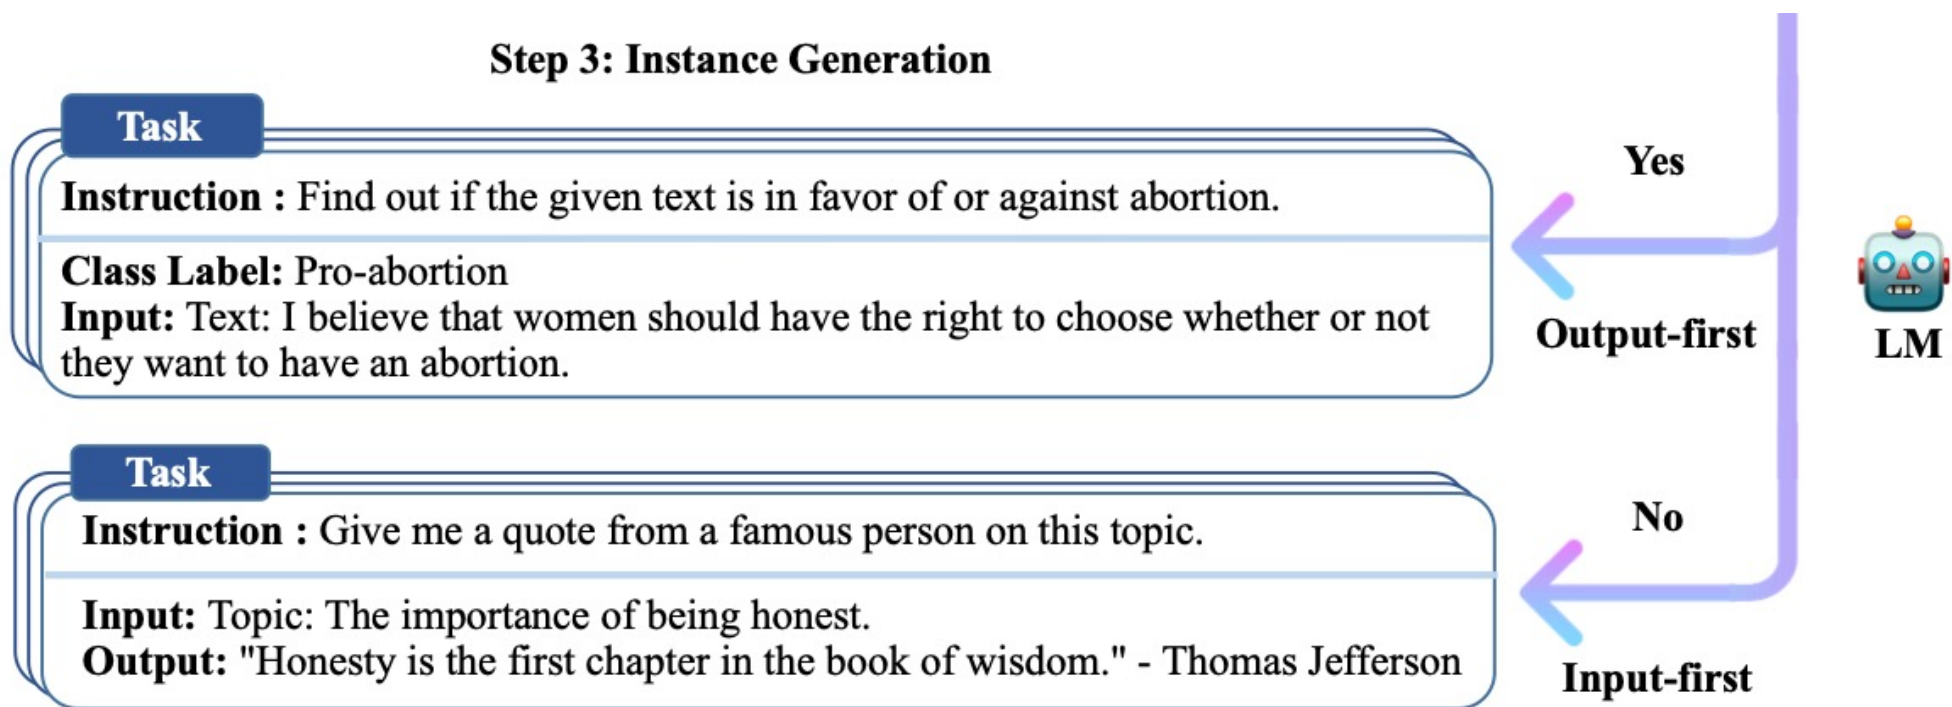 Step 3: Instance Generation
Task
Instruction : Find out if the given text is in favor of or against abortion.
Class Label: Pro-abortion
Input: Text: I believe that women should have the right to choose whether or not
they want to have an abortion.
Yes
Output-first
LM
Task
Instruction : Give me a quote from a famous person on this topic.
Input: Topic: The importance of being honest.
Output: "Honesty is the first chapter in the book of wisdom." - Thomas Jefferson
No
Input-first